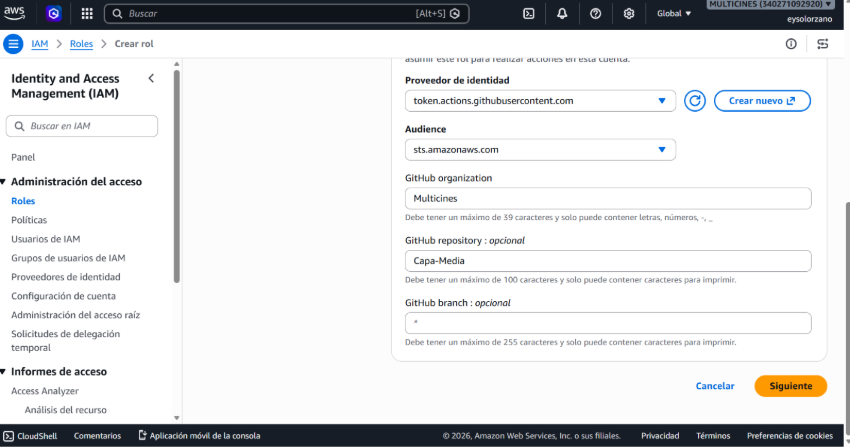 aws
Buscar
[Alt+S]
Global
MULTICINES (340271092920)
eysolorzano
IAM
Roles
Crear rol
Identity and Access
Management (IAM)
Buscar en IAM
Panel
Administración del acceso
Roles
Políticas
Usuarios de IAM
Grupos de usuarios de IAM
Proveedores de identidad
Configuración de cuenta
Administración del acceso raíz
Solicitudes de delegación
temporal
Informes de acceso
Access Analyzer
Análisis del recurso
asumir este rol para realizar acciones en esta cuenta.
Proveedor de identidad
token.actions.githubusercontent.com
Crear nuevo
Audience
sts.amazonaws.com
GitHub organization
Multicines
Debe tener un máximo de 39 caracteres y solo puede contener letras, números, -, _
GitHub repository : opcional
Capa-Media
Debe tener un máximo de 100 caracteres y solo puede contener caracteres para imprimir.
GitHub branch : opcional
*
Debe tener un máximo de 255 caracteres y solo puede contener caracteres para imprimir.
Cancelar
Siguiente
CloudShell
Comentarios
Aplicación móvil de la consola
© 2026, Amazon Web Services, Inc. o sus filiales.
Privacidad
Términos
Preferencias de cookies